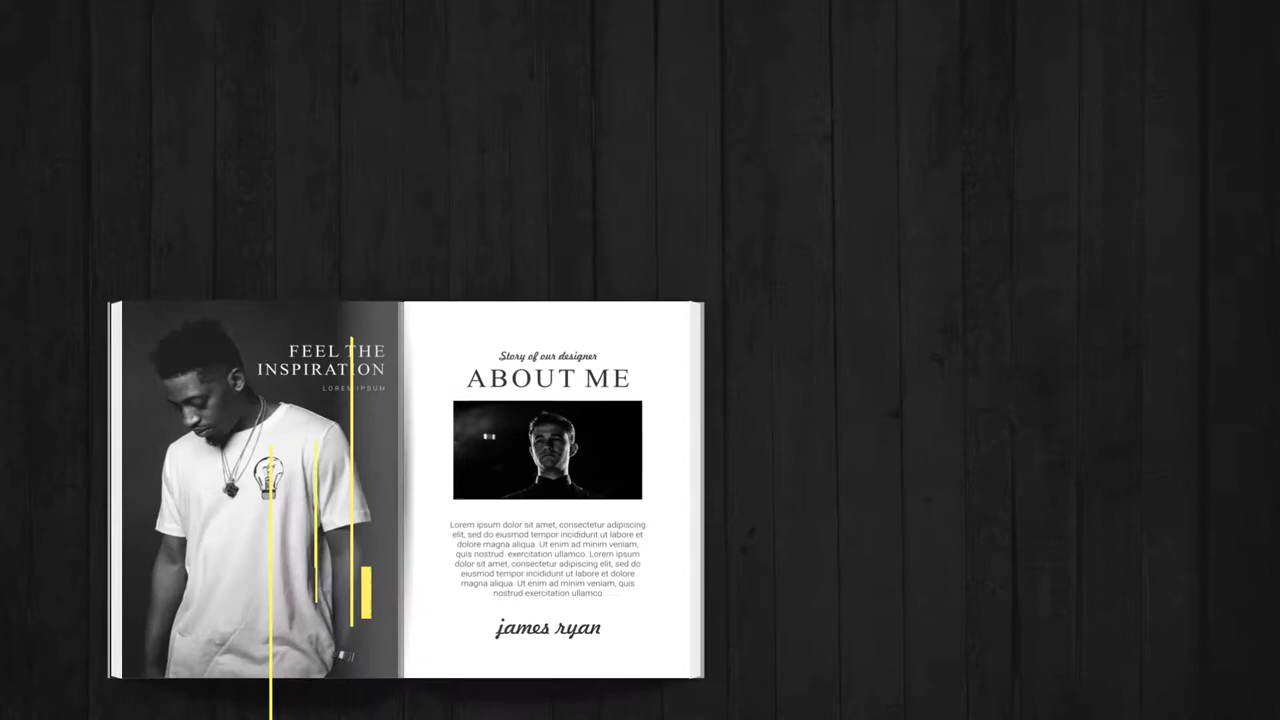 FEEL THE
INSPIRATION
LOREM IPSUM
Story of our designer
ABOUT ME
Lorem ipsum dolor sit amet, consectetur adipiscing
elit, sed do eiusmod tempor incididunt ut labore et
dolore magna aliqua. Ut enim ad minim veniam,
quis nostrud exercitation ullamco. Lorem ipsum
dolor sit amet, consectetur adipiscing elit, sed do
eiusmod tempor incididunt ut labore et dolore
magna aliqua. Ut enim ad minim veniam, quis
nostrud exercitation ullamco
james ryan